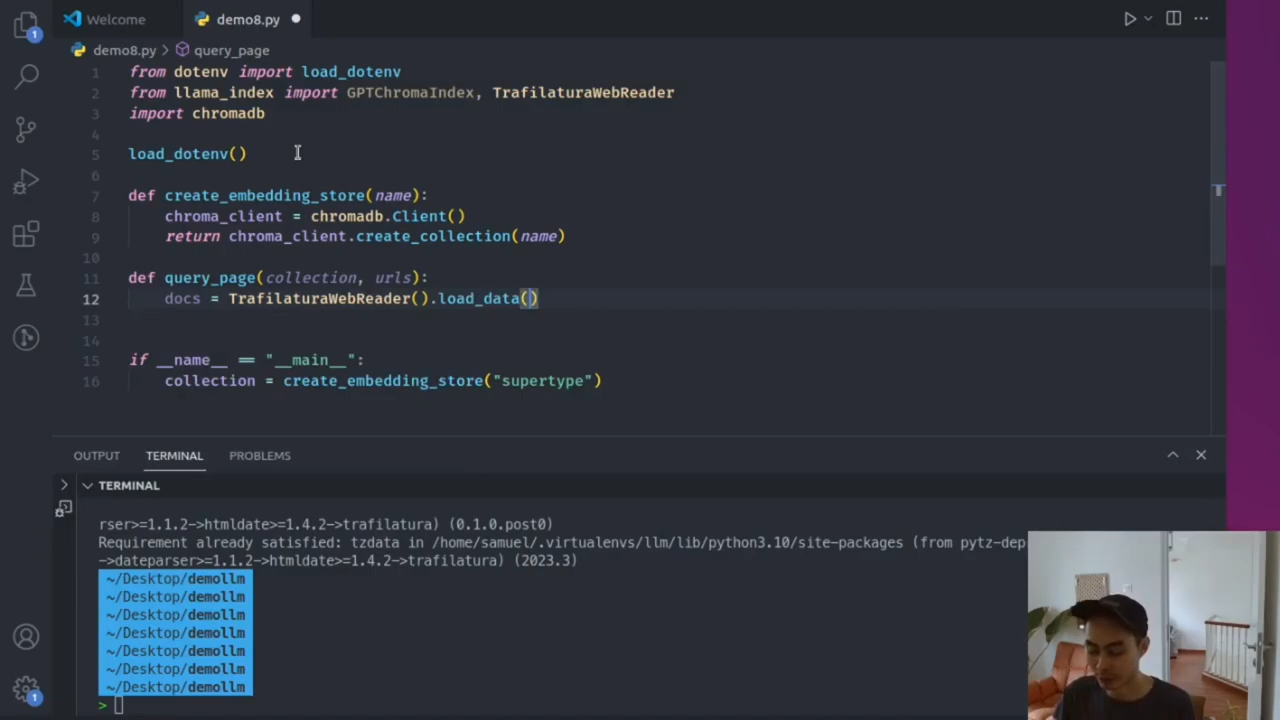 Welcome
demo8.py
demo8.py > query_page
1 from dotenv import load_dotenv
2 from llama_index import GPTChromaIndex, TrafilaturaWebReader
3 import chromadb
4
5 load_dotenv()
6
7 def create_embedding_store(name):
8 chroma_client = chromadb.Client()
9 return chroma_client.create_collection(name)
10
11 def query_page(collection, urls):
12 docs = TrafilaturaWebReader().load_data()
13
14
15 if __name__ == "__main__":
16 collection = create_embedding_store("supertype")
OUTPUT TERMINAL PROBLEMS
TERMINAL
rser>=1.1.2->htmldate>=1.4.2->trafilatura) (0.1.0.post0)
Requirement already satisfied: tzdata in /home/samuel/.virtualenvs/llm/lib/python3.10/site-packages (from pytz-dep
->dateparser>=1.1.2->htmldate>=1.4.2->trafilatura) (2023.3)
~/Desktop/demollm
~/Desktop/demollm
~/Desktop/demollm
~/Desktop/demollm
~/Desktop/demollm
~/Desktop/demollm
~/Desktop/demollm
>
1
1